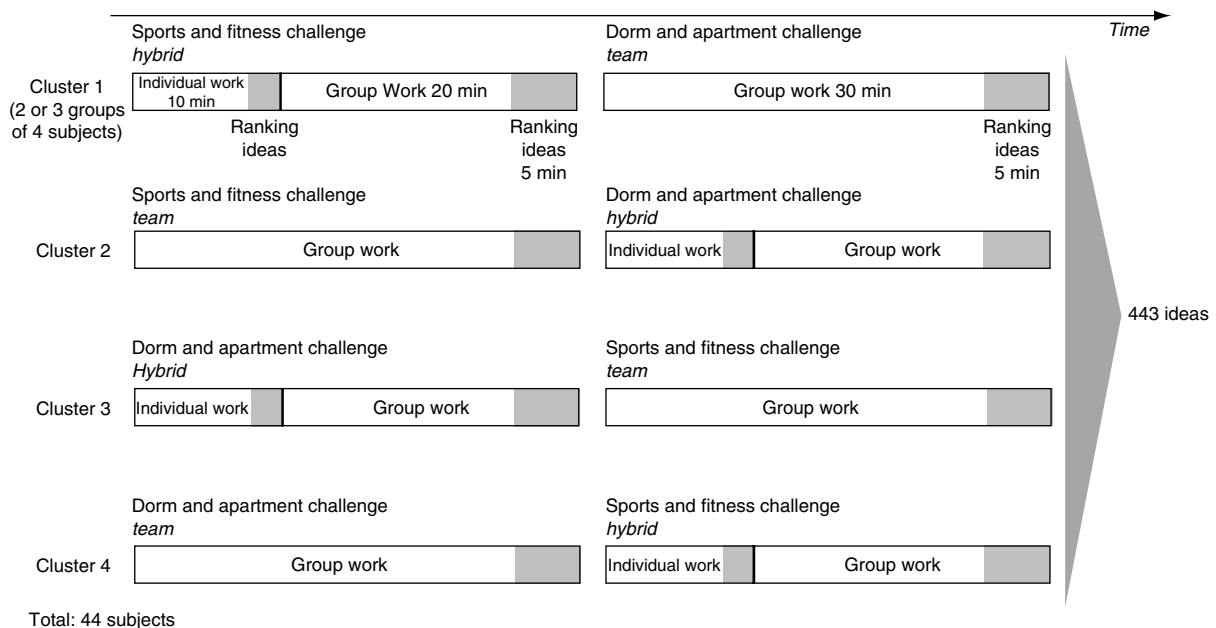 Time
Sports and fitness challenge
hybrid
Dorm and apartment challenge
team
Cluster 1
(2 or 3 groups
of 4 subjects)
Individual work
10 min
Group Work 20 min
Group work 30 min
Ranking
ideas
Ranking
ideas
5 min
Ranking
ideas
5 min
Sports and fitness challenge
team
Dorm and apartment challenge
hybrid
Cluster 2
Group work
Individual work
Group work
443 ideas
Dorm and apartment challenge
Hybrid
Sports and fitness challenge
team
Cluster 3
Individual work
Group work
Group work
Dorm and apartment challenge
team
Sports and fitness challenge
hybrid
Cluster 4
Group work
Individual work
Group work
Total: 44 subjects